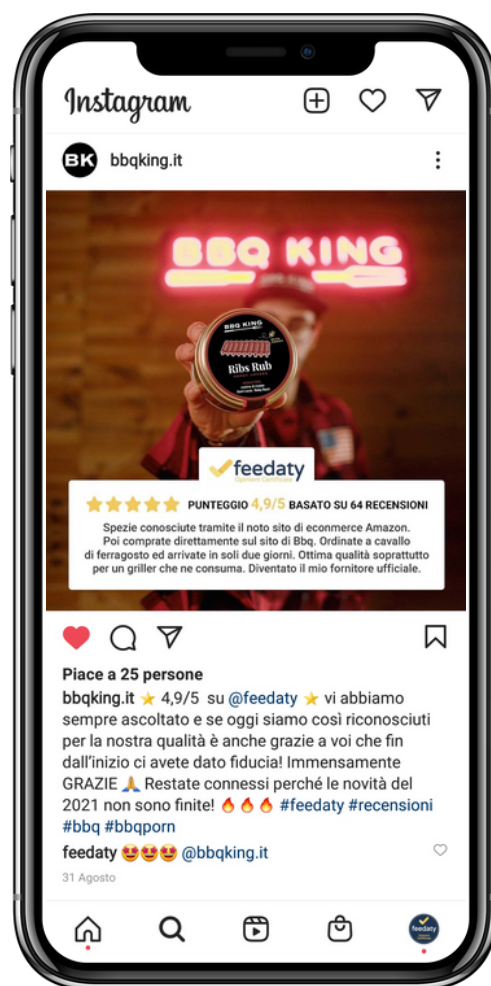 Instagram
BK bbqking.it
BBQ KING
BBQ KING
Ribs Rub
feedaty
Opinioni Certificate
PUNTEGGIO 4,9/5 BASATO SU 64 RECENSIONI
Spezie conosciute tramite il noto sito di econmerce Amazon.
Poi comprate direttamente sul sito di Bbq. Ordinate a cavallo
di ferragosto ed arrivate in soli due giorni. Ottima qualità soprattutto
per un griller che ne consuma. Diventato il mio fornitore ufficiale.
Piace a 25 persone
bbqking.it ⭐ 4,9/5 su @feedaty ⭐ vi abbiamo
sempre ascoltato e se oggi siamo così riconosciuti
per la nostra qualità è anche grazie a voi che fin
dall'inizio ci avete dato fiducia! Immensamente
GRAZIE 🙏 Restate connessi perché le novità del
2021 non sono finite! 🔥🔥🔥 #feedaty #recensioni
#bbq #bbqporn
feedaty 🤩🤩🤩 @bbqking.it
31 Agosto
feedaty